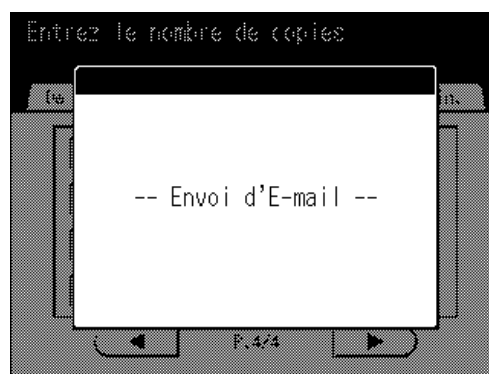 Entrez le nombre de copies
-- Envoi d'E-mail --
P.4/4